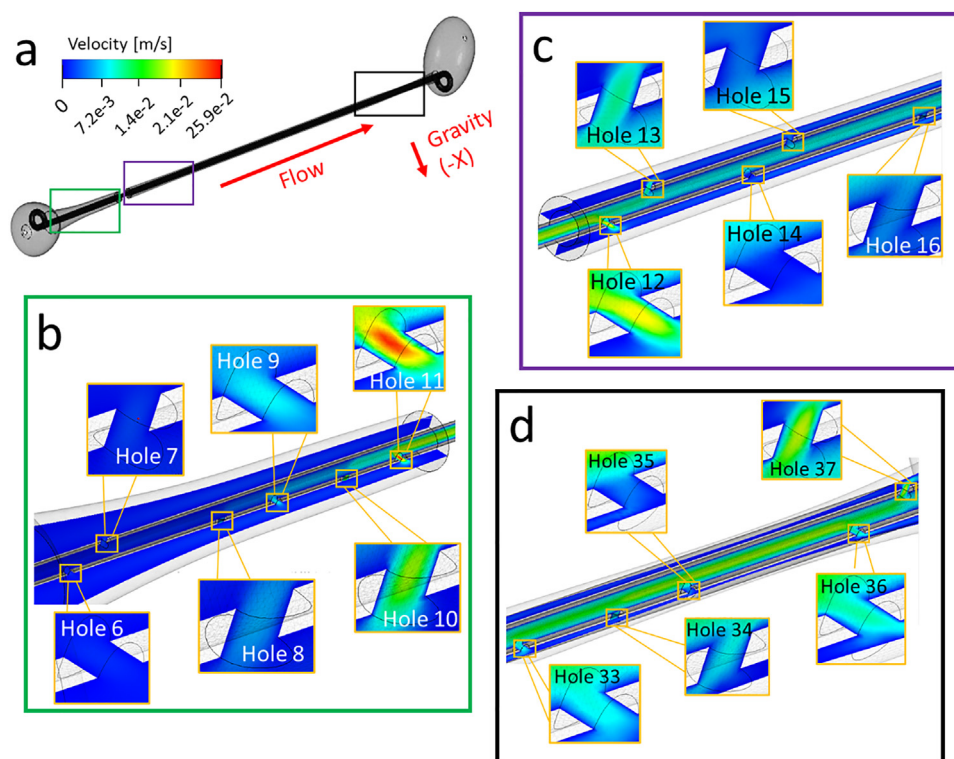 a
Velocity [m/s]
0
7.2e-3
1.4e-2
2.1e-2
25.9e-2
Flow
Gravity
(-X)
b
Hole 6
Hole 7
Hole 8
Hole 9
Hole 10
Hole 11
c
Hole 12
Hole 13
Hole 14
Hole 15
Hole 16
d
Hole 33
Hole 34
Hole 35
Hole 36
Hole 37